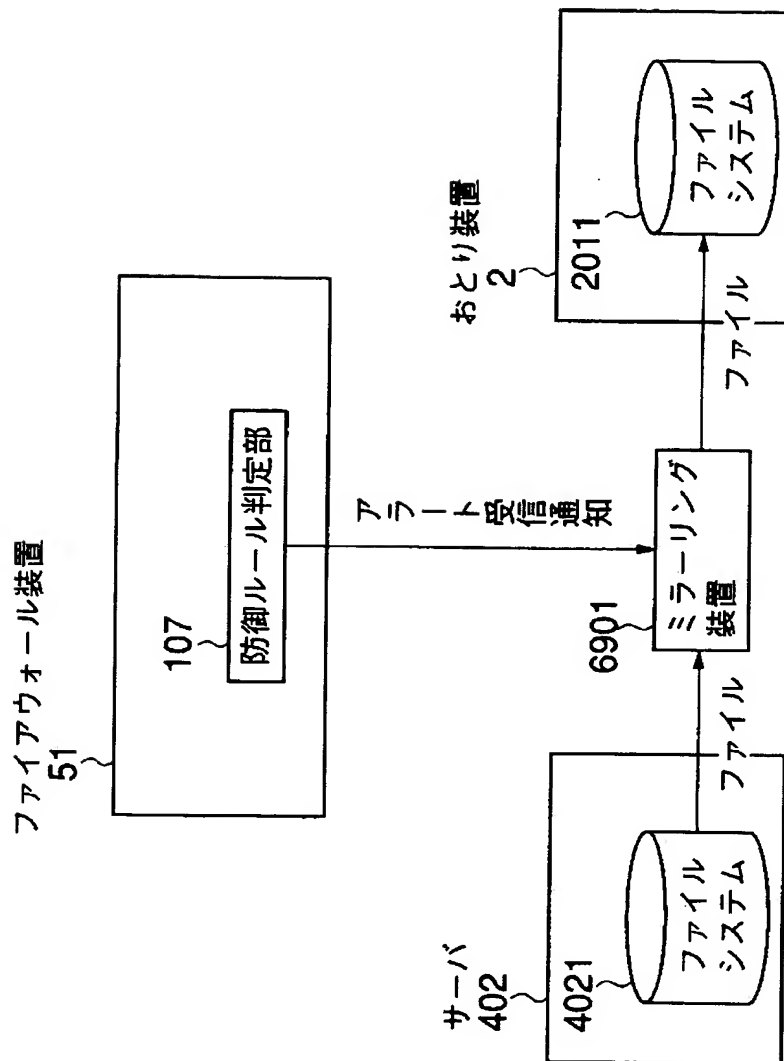 ファイアウォール装置
51
107
防御ルール判定部
アラート受信通知
おとり装置
2
2011
ファイル
システム
ファイル
6901
ミラーリング
装置
サーバ
402
4021
ファイル
システム
ファイル